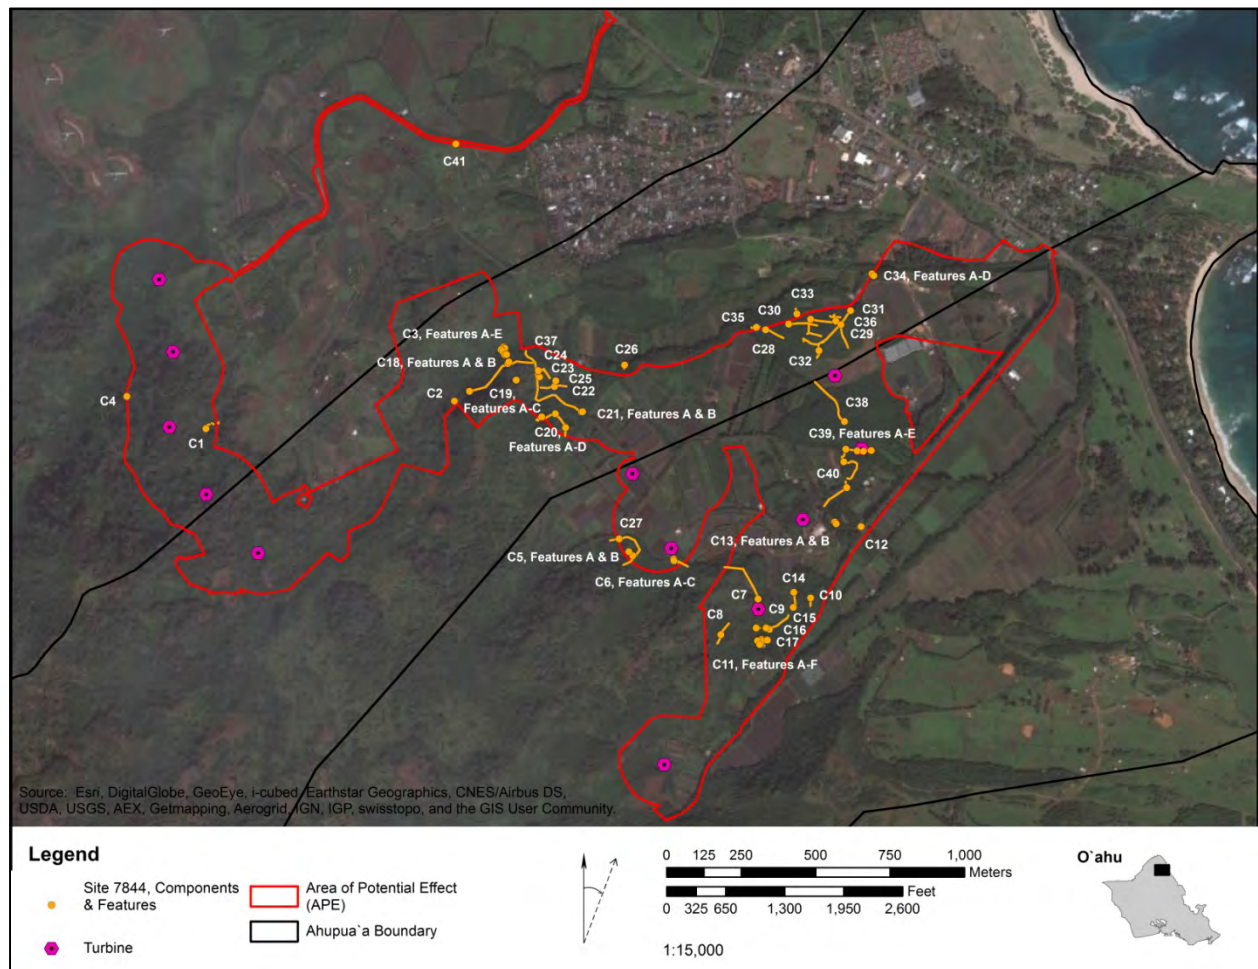 C41
C4
C1
C3, Features A-E
C18, Features A & B
C2
C37
C24
C23
C25
C22
C19,
Features A-C
C21, Features A & B
C20,
Features A-D
C26
C35
C30
C33
C28
C32
C31
C36
C29
C34, Features A-D
C38
C39, Features A-E
C40
C27
C5, Features A & B
C6, Features A-C
C13, Features A & B
C12
C7
C14
C10
C9
C15
C8
C16
C17
C11, Features A-F
Source: Esri, DigitalGlobe, GeoEye, i-cubed, Earthstar Geographics, CNES/Airbus DS,
USDA, USGS, AEX, Getmapping, Aerogrid, IGN, IGP, swisstopo, and the GIS User Community.
Legend
Site 7844, Components
& Features
Turbine
Area of Potential Effect
(APE)
Ahupua`a Boundary
0 125 250 500 750 1,000
Meters
Feet
0 325 650 1,300 1,950 2,600
1:15,000
O`ahu